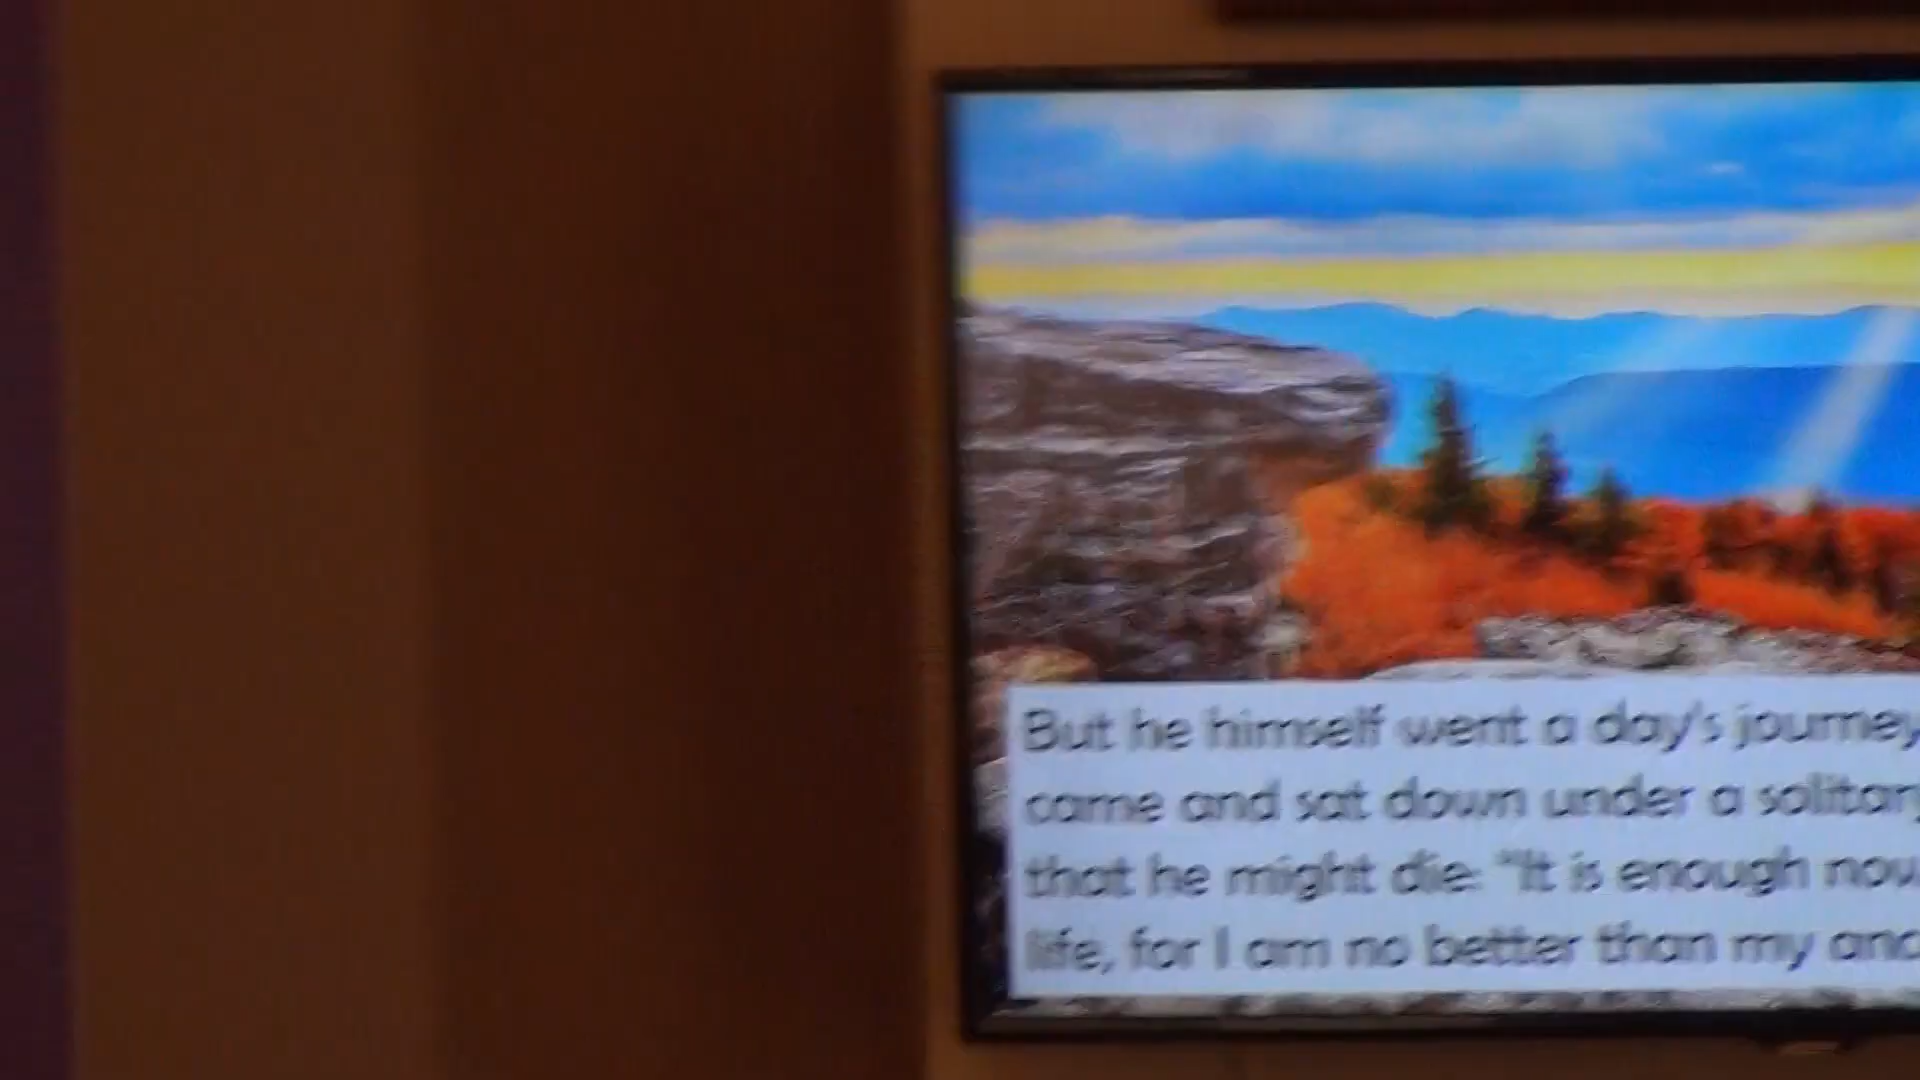 But he himself went a day's journey
came and sat down under a solitary
that he might die: "It is enough now
life, for I am no better than my